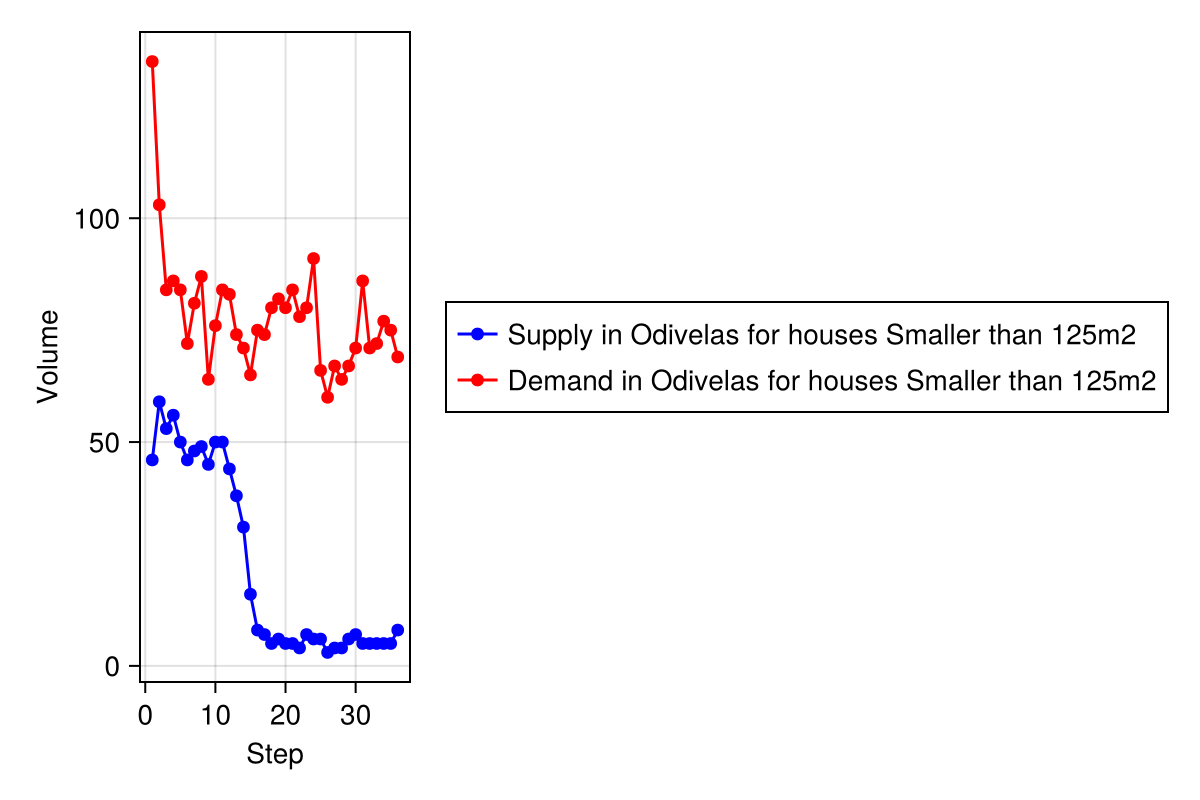 Volume
100
50
0
0 10 20 30
Step
Supply in Odivelas for houses Smaller than 125m2
Demand in Odivelas for houses Smaller than 125m2